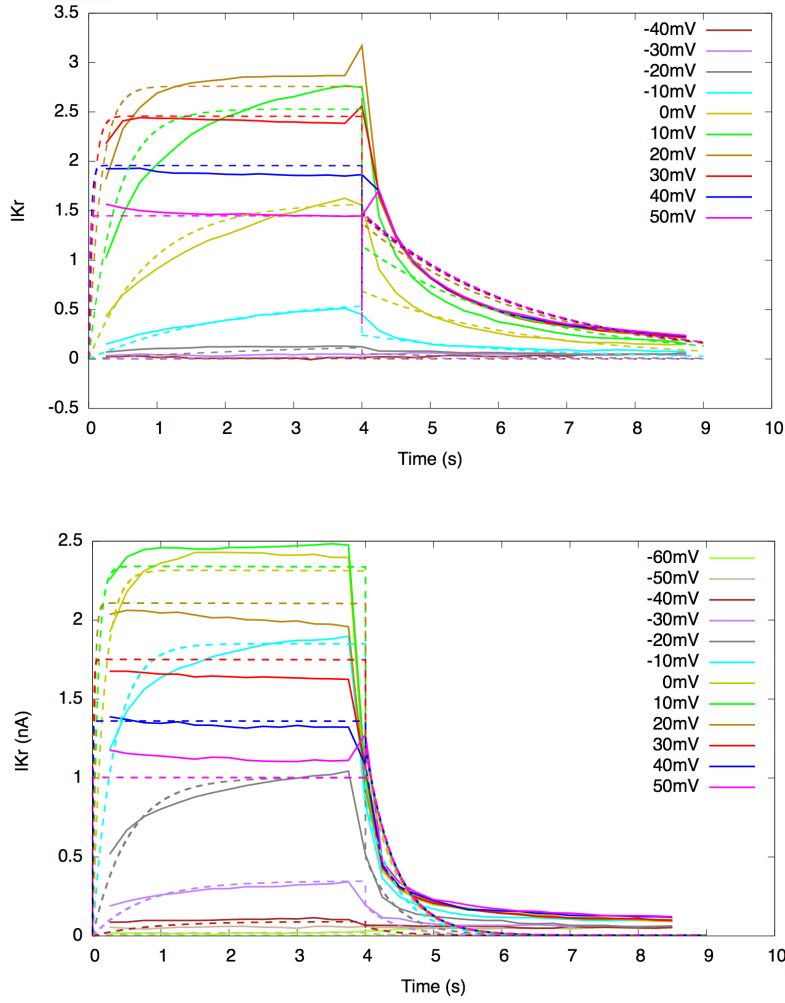 3.5
3
2.5
2
1.5
1
0.5
0
-0.5
IKr
0 1 2 3 4 5 6 7 8 9 10
Time (s)
-40mV
-30mV
-20mV
-10mV
0mV
10mV
20mV
30mV
40mV
50mV
2.5
2
1.5
1
0.5
0
IKr (nA)
0 1 2 3 4 5 6 7 8 9 10
Time (s)
-60mV
-50mV
-40mV
-30mV
-20mV
-10mV
0mV
10mV
20mV
30mV
40mV
50mV